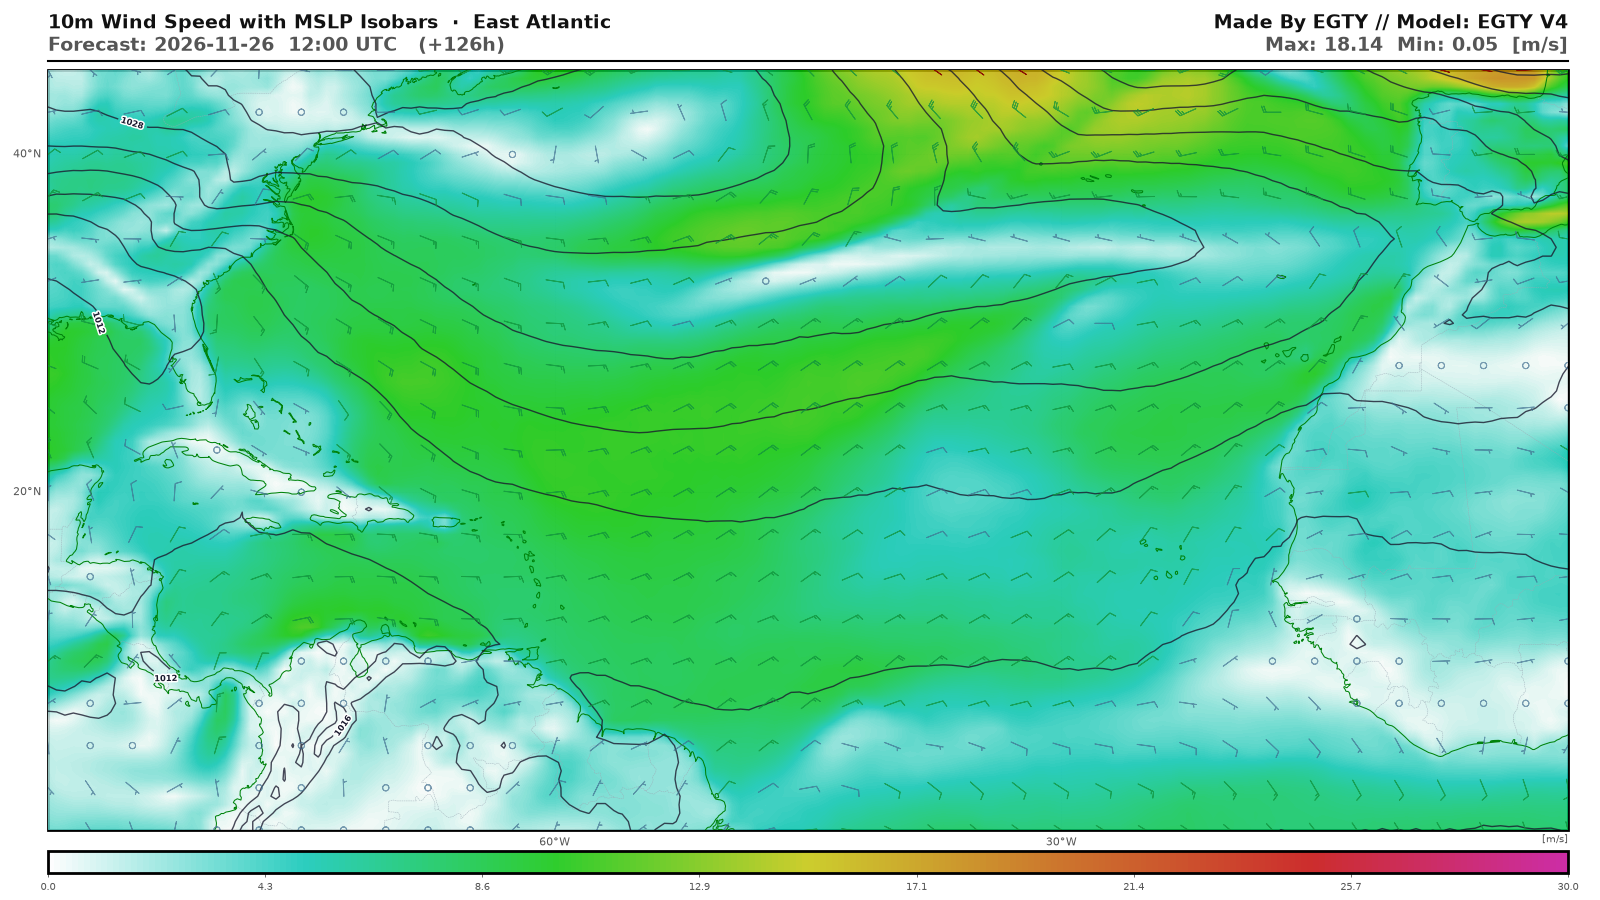 10m Wind Speed with MSLP Isobars · East Atlantic
Made By EGTY // Model: EGTY V4
Forecast: 2026-11-26 12:00 UTC (+126h)
Max: 18.14 Min: 0.05 [m/s]
1028
40°N
1012
20°N
1012
1016
60°W
30°W
[m/s]
0.0 4.3 8.6 12.9 17.1 21.4 25.7 30.0